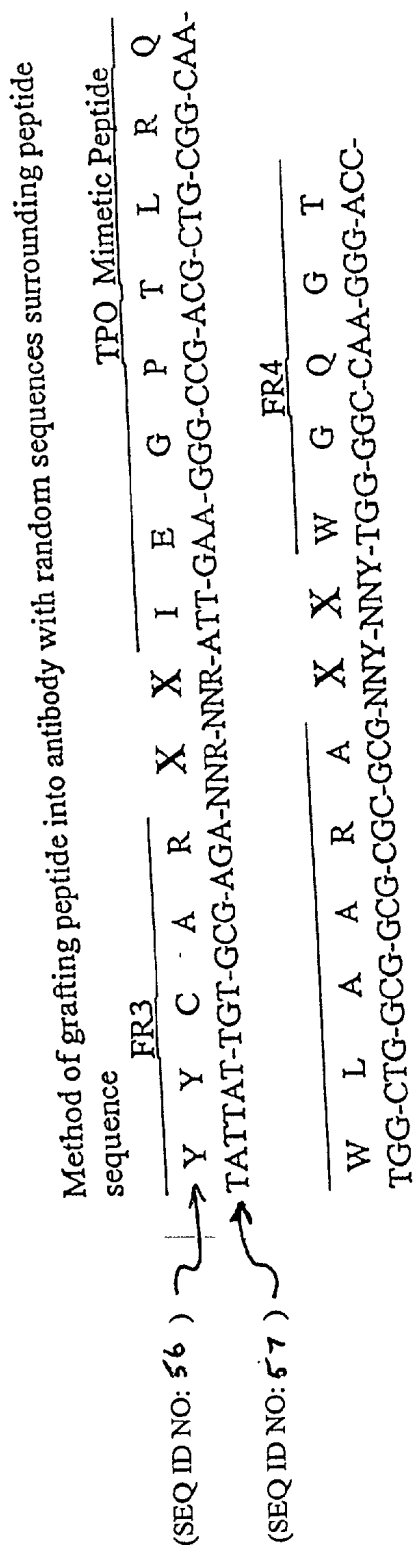 Method of grafting peptide into antibody with random sequences surrounding peptide
sequence
FR3 TPO Mimetic Peptide
(SEQ ID NO: 56 ) Y Y C A R X X I E G P T L R Q
(SEQ ID NO: 57 ) TATTAT-TGT-GCG-AGA-NNR-NNR-ATT-GAA-GGG-CCG-ACG-CTG-CGG-CAA-
FR4
W L A A R A X X W G Q G T
TGG-CTG-GCG-GCG-CGC-GCG-NNY-NNY-TGG-GGC-CAA-GGG-ACC-